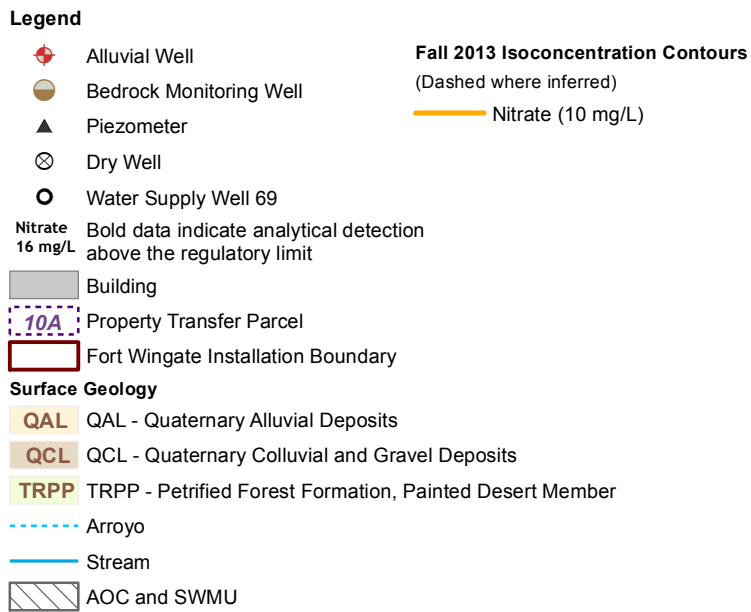 Legend
Alluvial Well
Bedrock Monitoring Well
Piezometer
Dry Well
Water Supply Well 69
Nitrate
16 mg/L
Bold data indicate analytical detection
above the regulatory limit
Building
10A Property Transfer Parcel
Fort Wingate Installation Boundary
Surface Geology
QAL QAL - Quaternary Alluvial Deposits
QCL QCL - Quaternary Colluvial and Gravel Deposits
TRPP TRPP - Petrified Forest Formation, Painted Desert Member
Arroyo
Stream
AOC and SWMU
Fall 2013 Isoconcentration Contours
(Dashed where inferred)
Nitrate (10 mg/L)